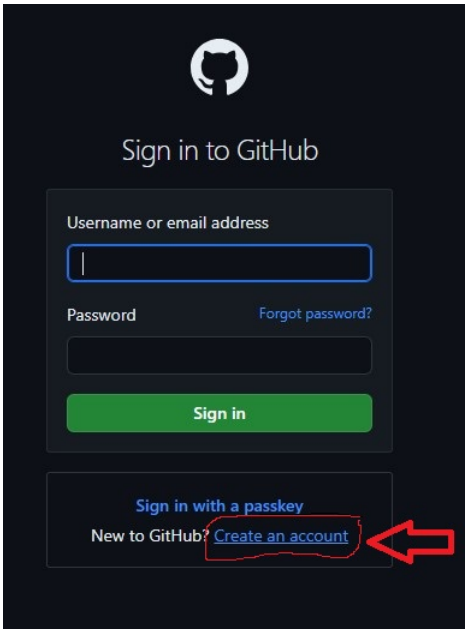 Sign in to GitHub
Username or email address
Password Forgot password?
Sign in
Sign in with a passkey
New to GitHub? Create an account